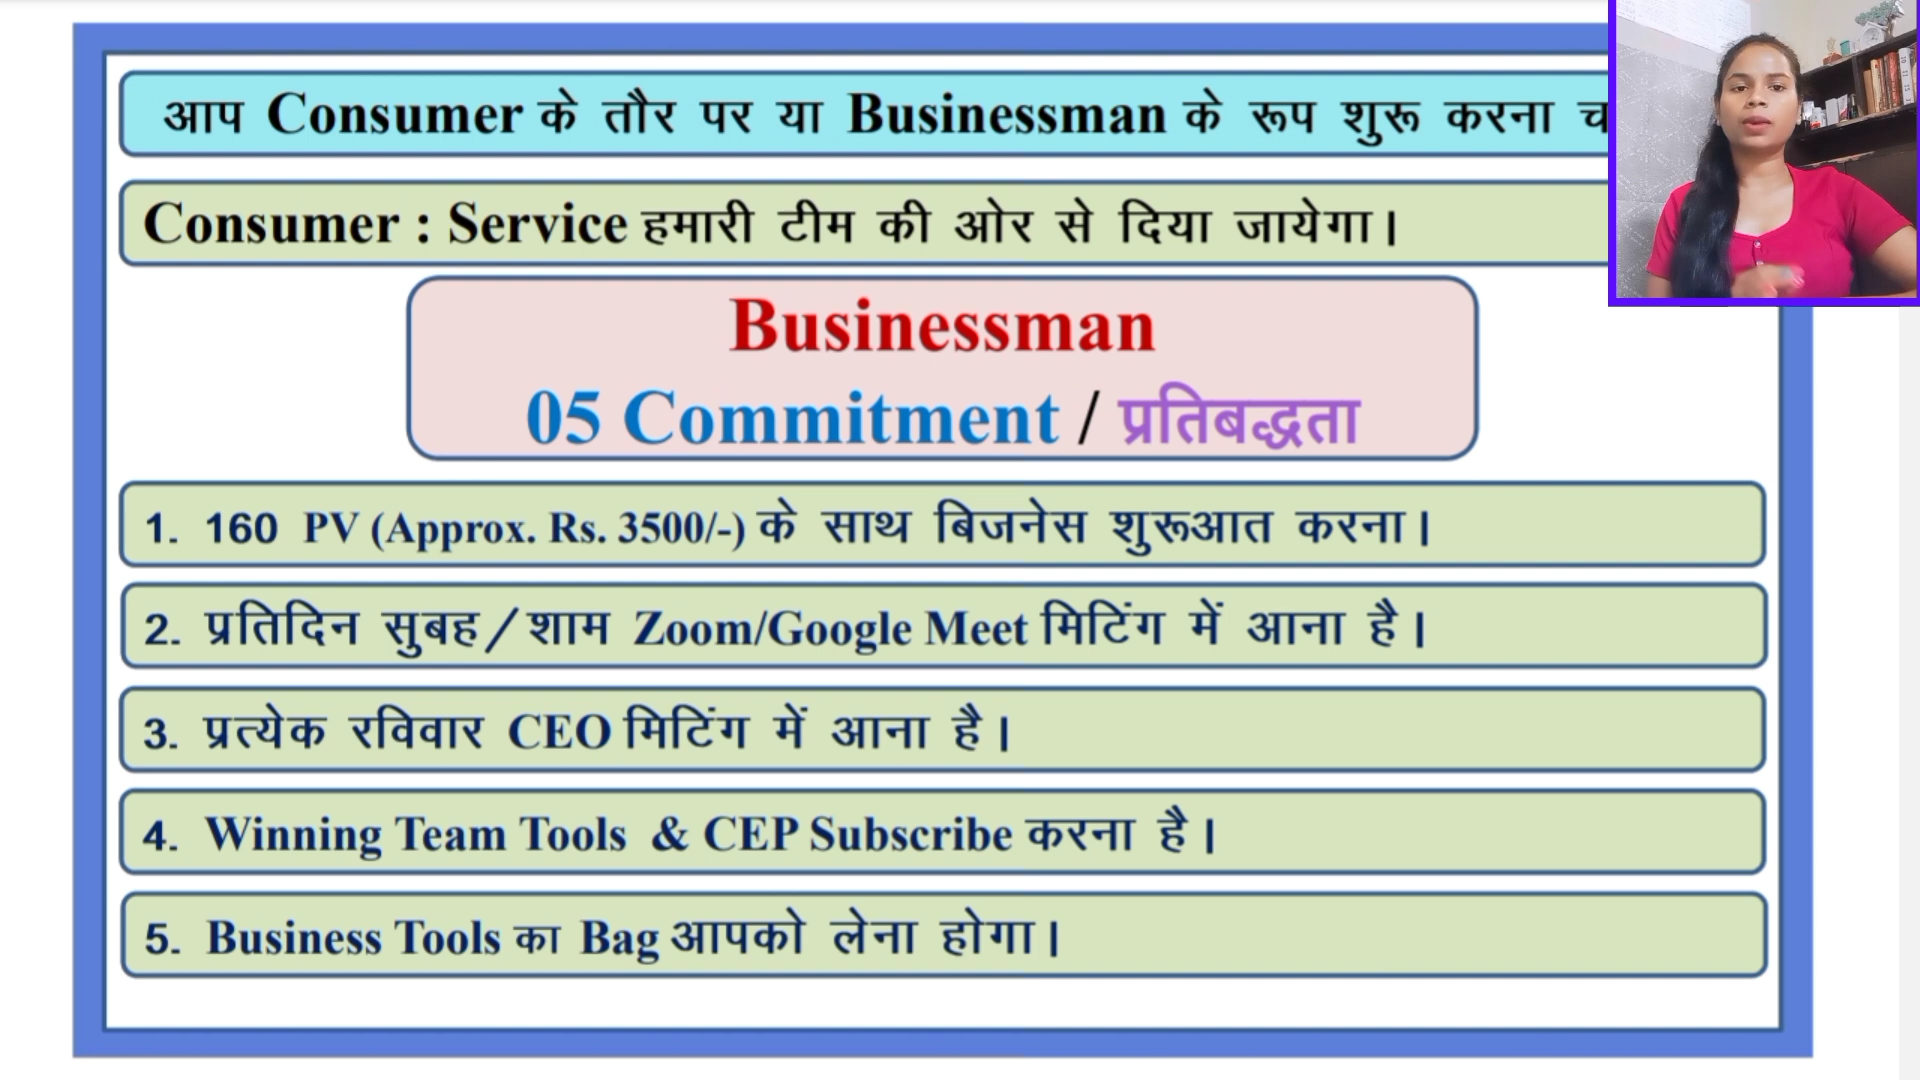 आप Consumer के तौर पर या Businessman के रूप शुरू करना
Consumer : Service हमारी टीम की ओर से दिया जायेगा।
Businessman
05 Commitment / प्रतिबद्धता
1. 160 PV (Approx. Rs. 3500/-) के साथ बिजनेस शुरूआत करना।
2. प्रतिदिन सुबह/शाम Zoom/Google Meet मिटिंग में आना है।
3. प्रत्येक रविवार CEO मिटिंग में आना है।
4. Winning Team Tools & CEP Subscribe करना है।
5. Business Tools का Bag आपको लेना होगा।